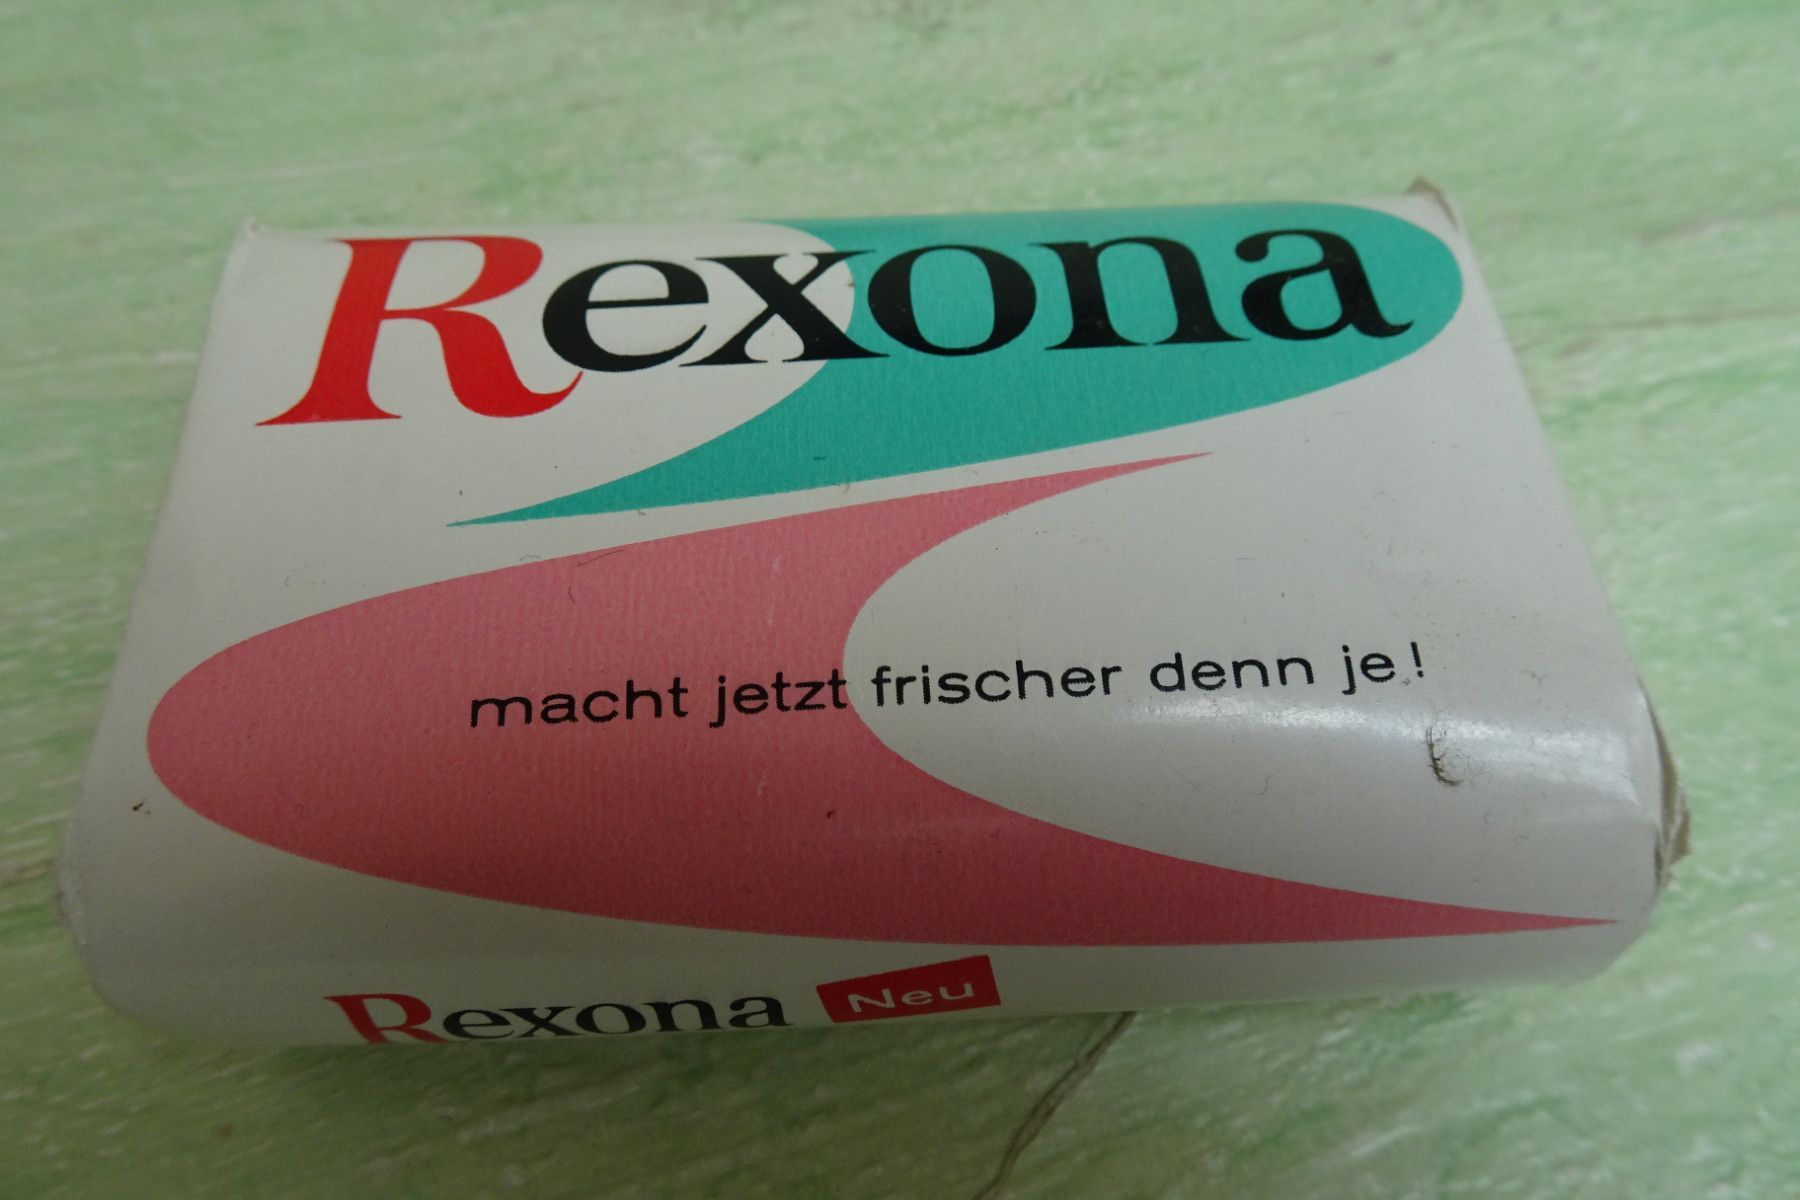 Rexona
macht jetzt frischer denn je!
Rexona Neu